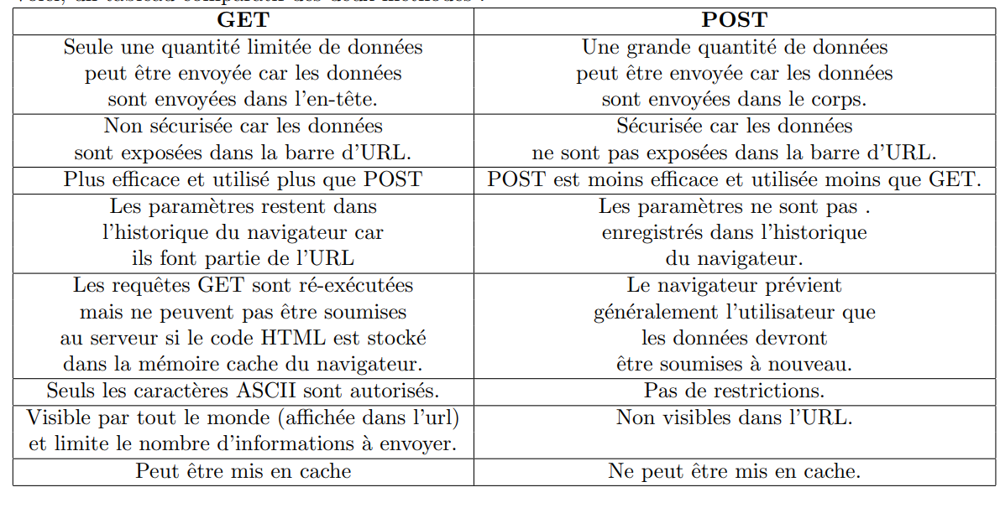 Voici, un tableau comparatif des deux méthodes :
GET
POST
Seule une quantité limitée de données
peut être envoyée car les données
sont envoyées dans l'en-tête.
Une grande quantité de données
peut être envoyée car les données
sont envoyées dans le corps.
Non sécurisée car les données
sont exposées dans la barre d'URL.
Sécurisée car les données
ne sont pas exposées dans la barre d'URL.
Plus efficace et utilisé plus que POST
POST est moins efficace et utilisée moins que GET.
Les paramètres restent dans
l'historique du navigateur car
ils font partie de l'URL
Les paramètres ne sont pas .
enregistrés dans l'historique
du navigateur.
Les requêtes GET sont ré-exécutées
mais ne peuvent pas être soumises
au serveur si le code HTML est stocké
dans la mémoire cache du navigateur.
Le navigateur prévient
généralement l'utilisateur que
les données devront
être soumises à nouveau.
Seuls les caractères ASCII sont autorisés.
Pas de restrictions.
Visible par tout le monde (affichée dans l'url)
et limite le nombre d'informations à envoyer.
Non visibles dans l'URL.
Peut être mis en cache
Ne peut être mis en cache.